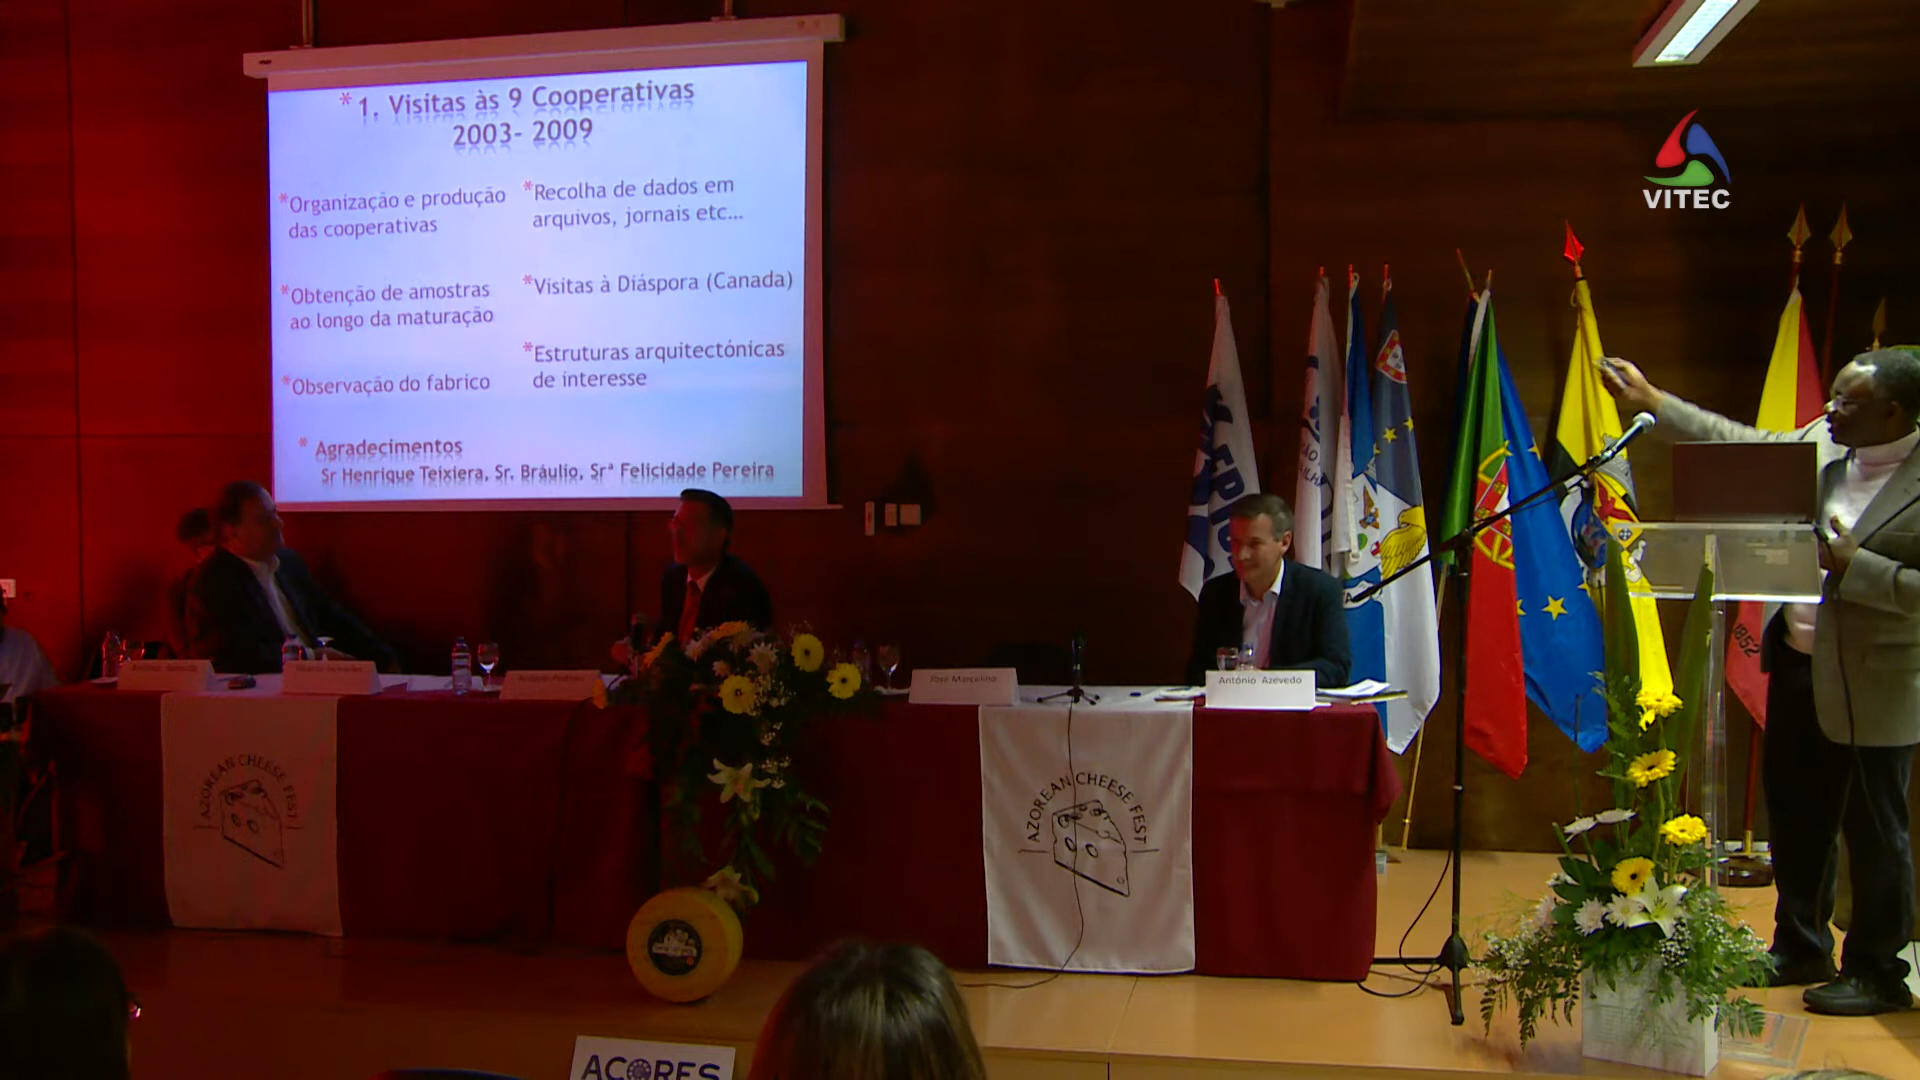 * 1. Visitas às 9 Cooperativas
2003- 2009
*Organização e produção
das cooperativas
*Obtenção de amostras
ao longo da maturação
*Observação do fabrico
*Recolha de dados em
arquivos, jornais etc...
*Visitas à Diáspora (Canada)
*Estruturas arquitectónicas
de interesse
* Agradecimentos
Sr Henrique Teixiera, Sr. Bráulio, Srª Felicidade Pereira
VITEC
José Marcelino
António Azevedo
AZOREAN CHEESE FEST
AZOREAN CHEESE FEST
1852
AÇORES